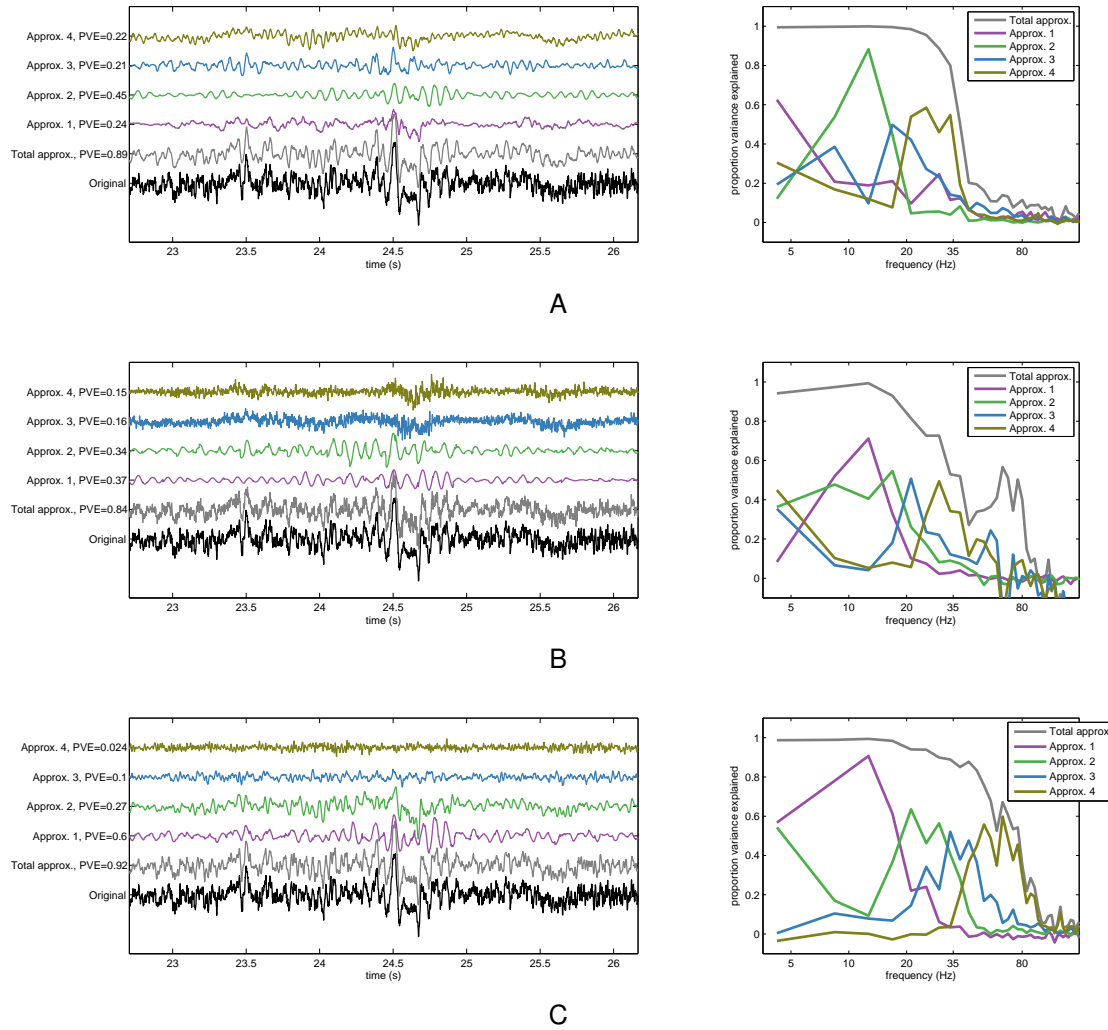 Approx. 4, PVE=0.22
Approx. 3, PVE=0.21
Approx. 2, PVE=0.45
Approx. 1, PVE=0.24
Total approx., PVE=0.89
Original
23 23.5 24 24.5 25 25.5 26
time (s)
1
0.8
0.6
0.4
0.2
0
proportion variance explained
5 10 20 35 80
frequency (Hz)
Total approx.
Approx. 1
Approx. 2
Approx. 3
Approx. 4
A
Approx. 4, PVE=0.15
Approx. 3, PVE=0.16
Approx. 2, PVE=0.34
Approx. 1, PVE=0.37
Total approx., PVE=0.84
Original
23 23.5 24 24.5 25 25.5 26
time (s)
1
0.8
0.6
0.4
0.2
0
proportion variance explained
5 10 20 35 80
frequency (Hz)
Total approx.
Approx. 1
Approx. 2
Approx. 3
Approx. 4
B
Approx. 4, PVE=0.024
Approx. 3, PVE=0.1
Approx. 2, PVE=0.27
Approx. 1, PVE=0.6
Total approx., PVE=0.92
Original
23 23.5 24 24.5 25 25.5 26
time (s)
1
0.8
0.6
0.4
0.2
0
proportion variance explained
5 10 20 35 80
frequency (Hz)
Total approx
Approx. 1
Approx. 2
Approx. 3
Approx. 4
C